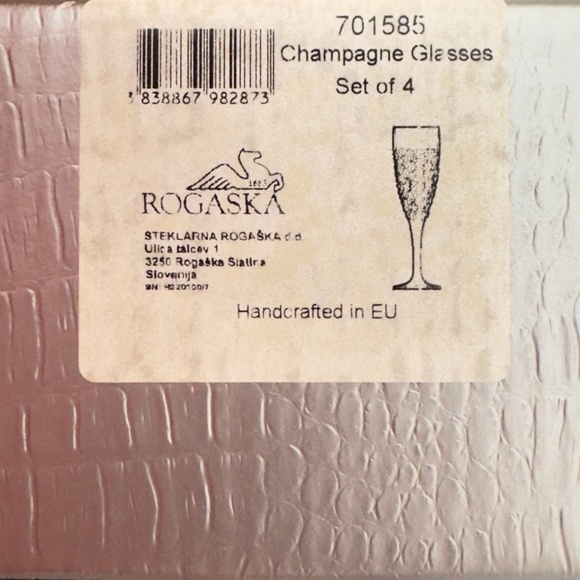 701585
Champagne Glasses
Set of 4
3 838867 982873
1665
ROGAŠKA
STEKLARNA ROGAŠKA d.d.
Ulica talcev 1
3250 Rogaška Slatina
Slovenija
Handcrafted in EU